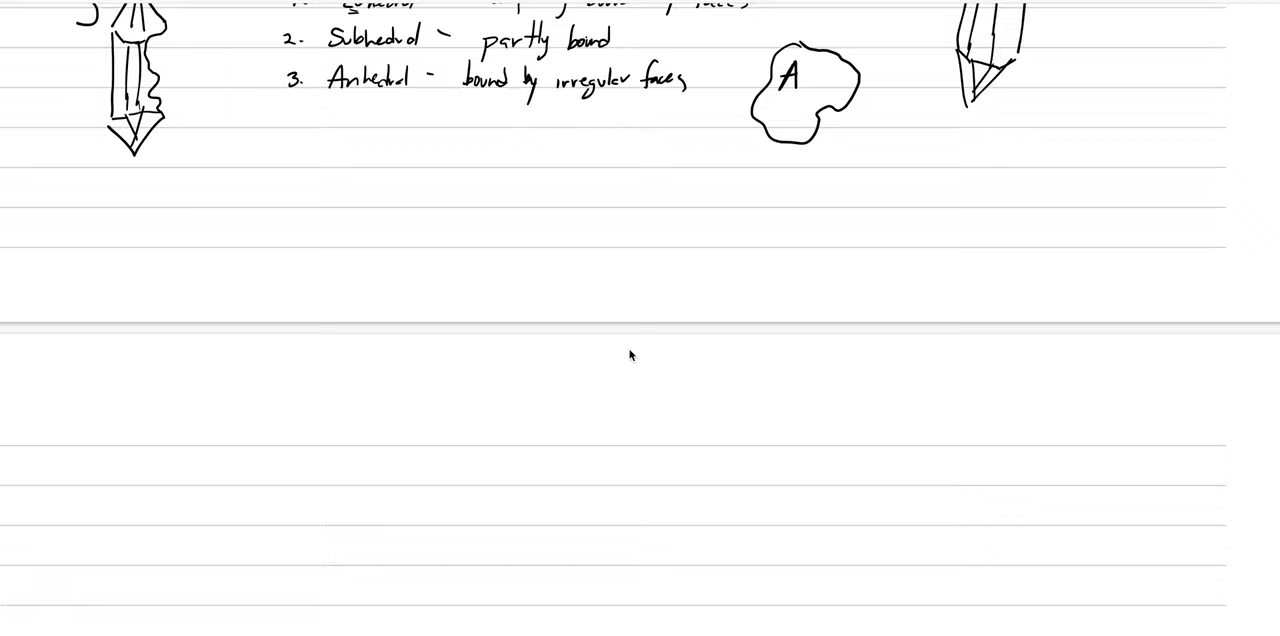 2. Subhedral - partly bound
3. Anhedral - bound by irregular faces
A